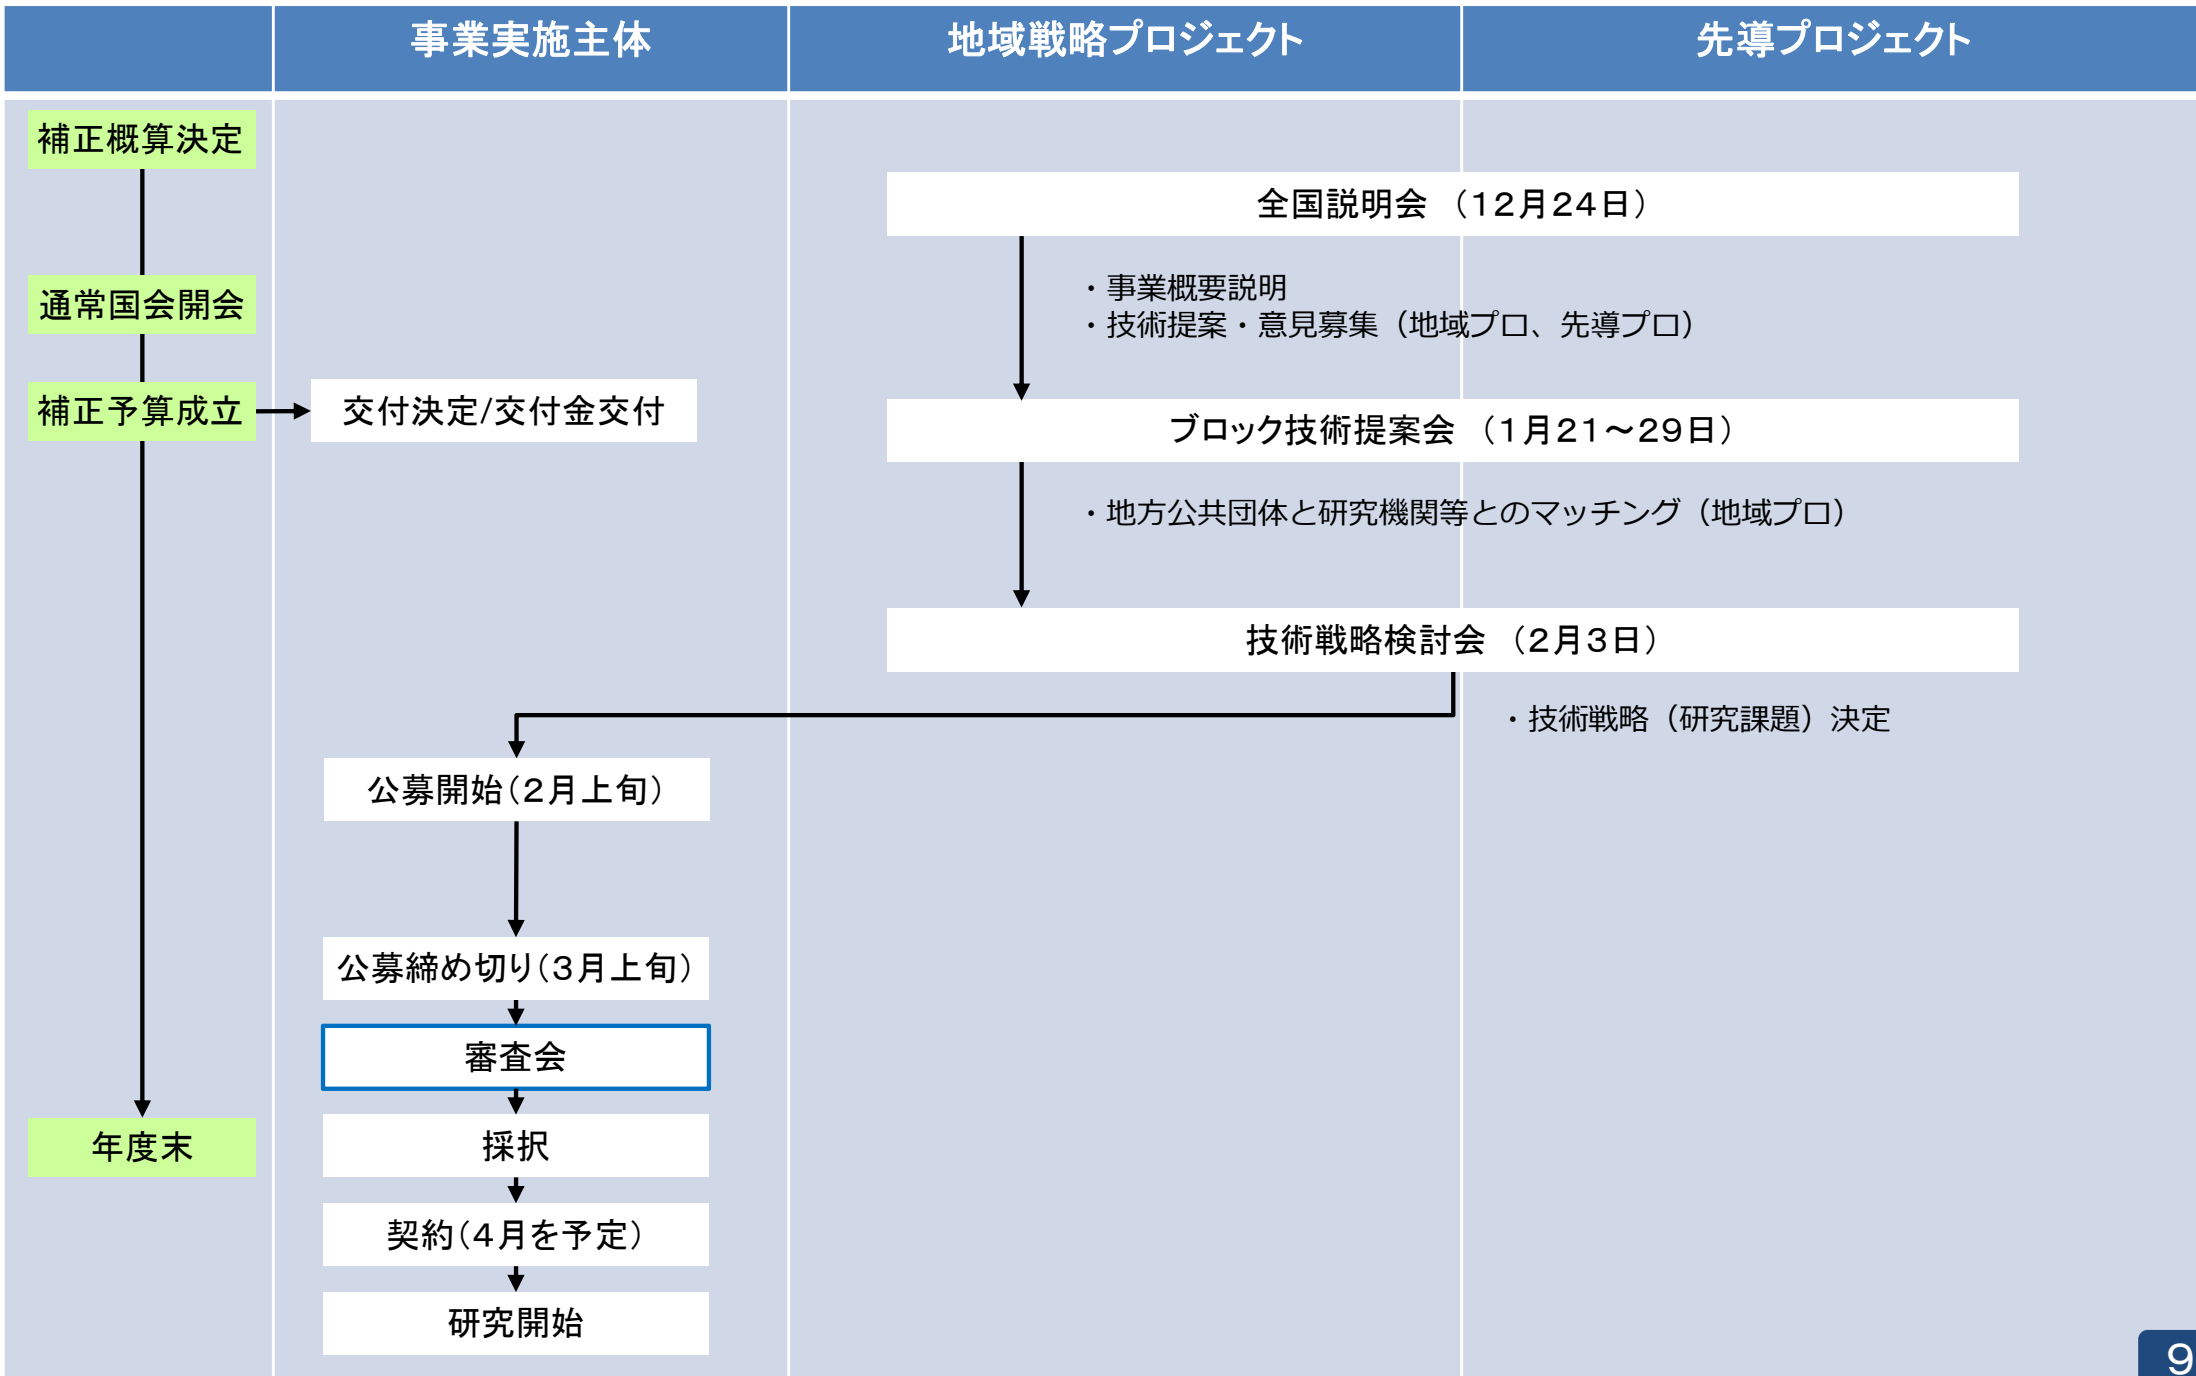 事業実施主体
地域戦略プロジェクト
先導プロジェクト
補正概算決定
通常国会開会
補正予算成立
年度末
交付決定/交付金交付
全国説明会 （12月24日）
・事業概要説明
・技術提案・意見募集（地域プロ、先導プロ）
ブロック技術提案会 （1月21～29日）
・地方公共団体と研究機関等とのマッチング（地域プロ）
技術戦略検討会 （2月3日）
・技術戦略（研究課題）決定
公募開始（2月上旬）
公募締め切り（3月上旬）
審査会
採択
契約（4月を予定）
研究開始
9